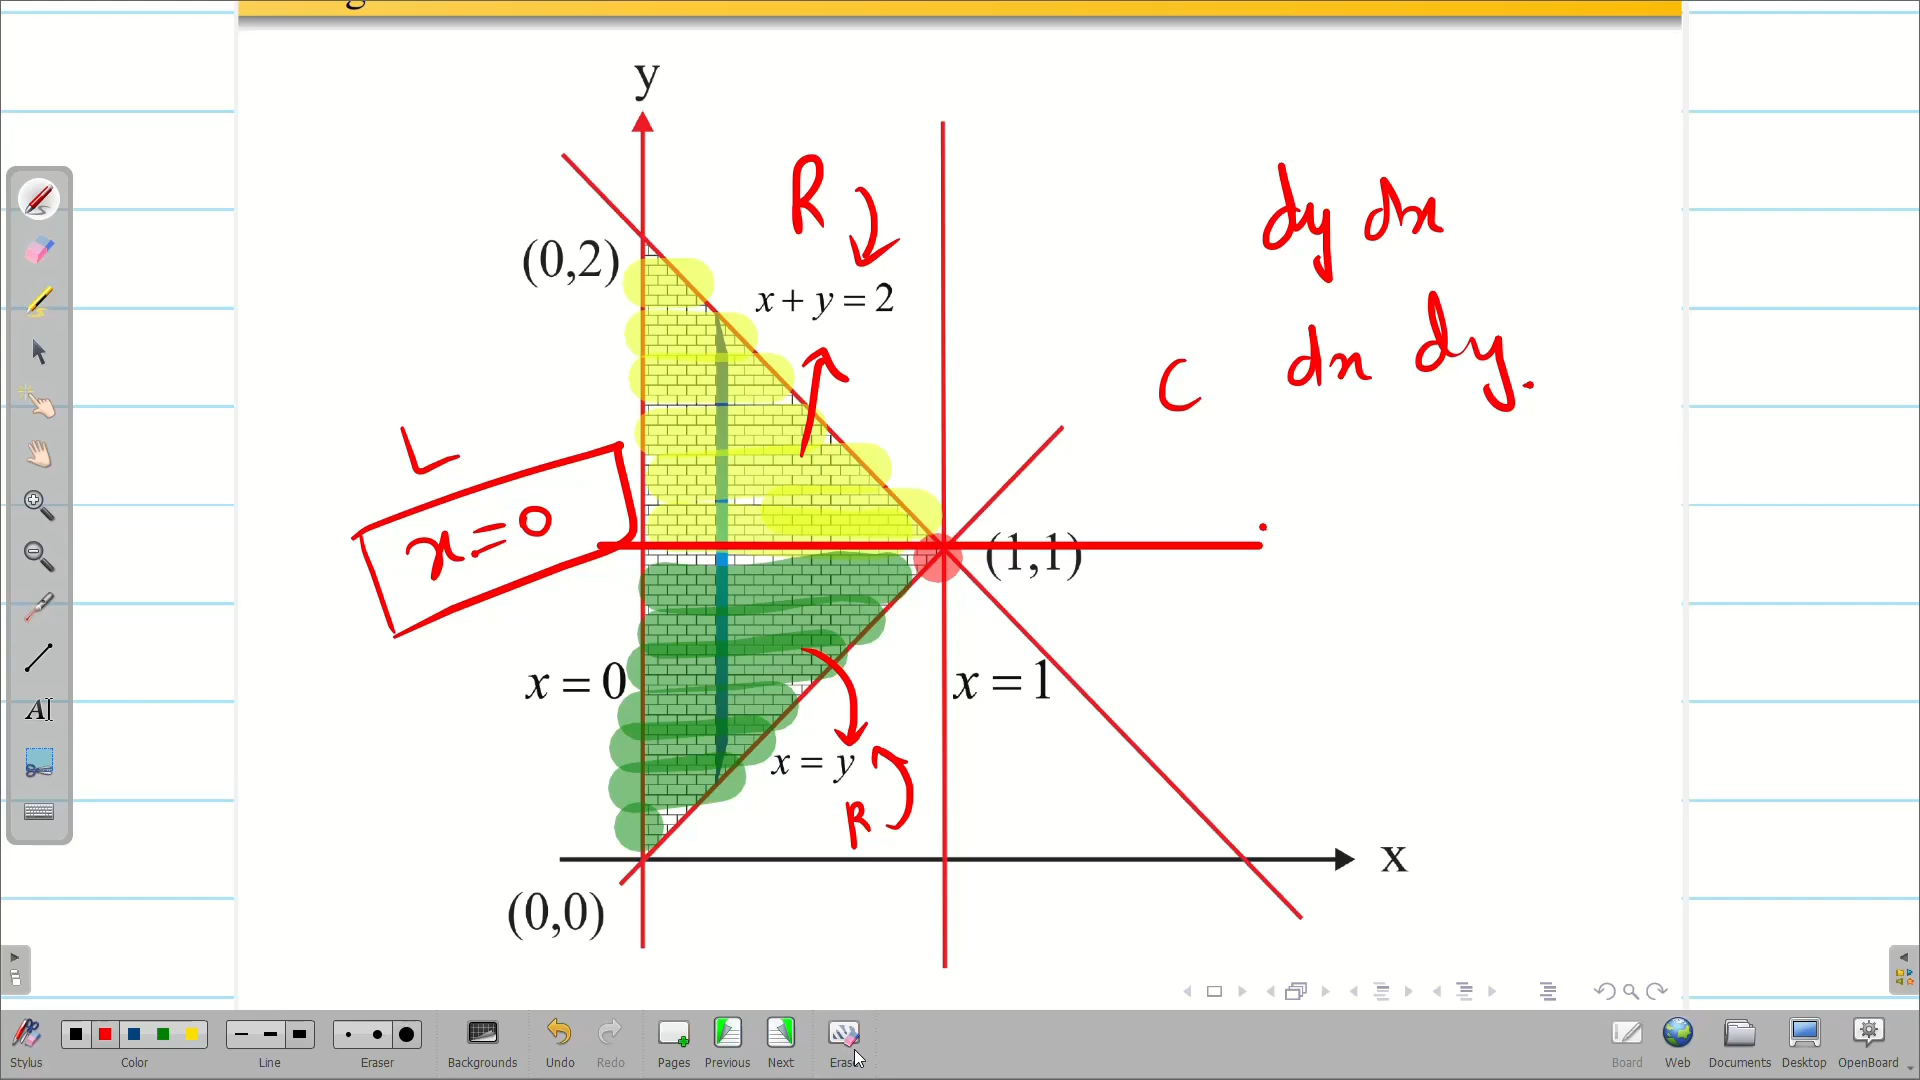 y
R
dy dx
(0,2)
x + y = 2
C dx dy.
L
x=0
(1,1)
x = 0
x = 1
x = y
R
x
(0,0)
A
Stylus
Color
Line
Eraser
Backgrounds
Undo
Redo
Pages
Previous
Next
Erase
Board
Web
Documents
Desktop
OpenBoard